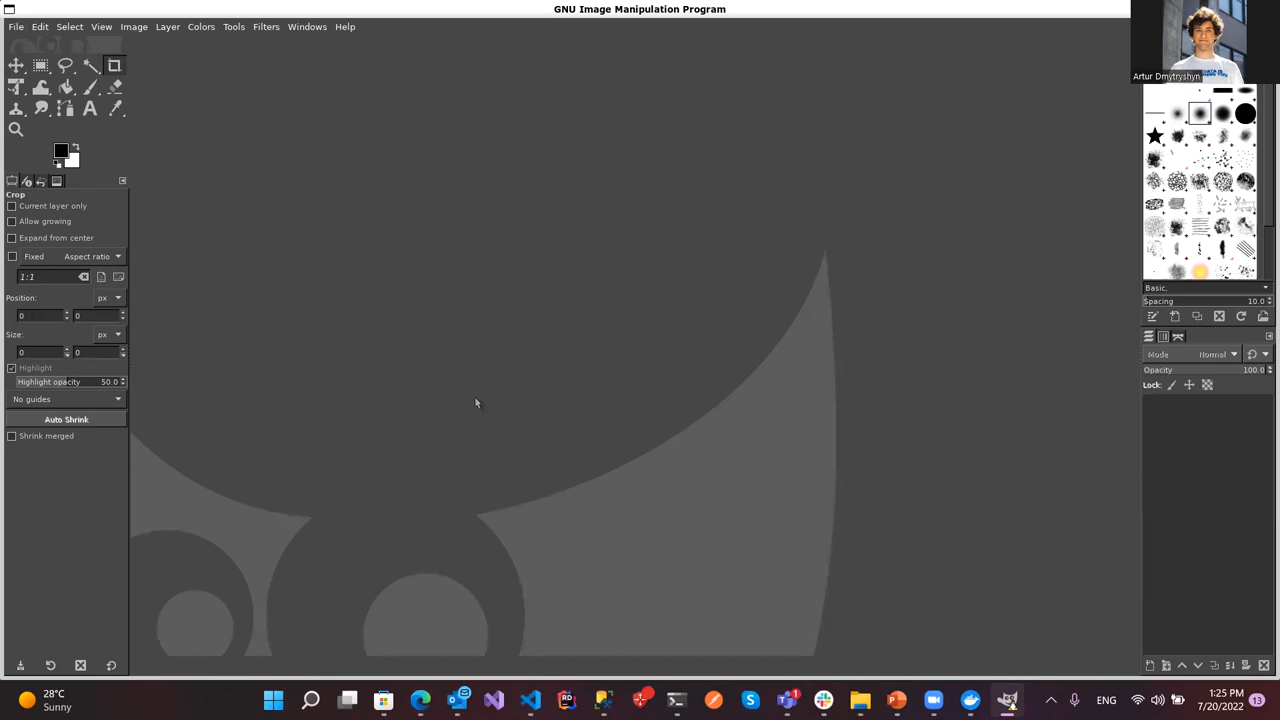 GNU Image Manipulation Program
File Edit Select View Image Layer Colors Tools Filters Windows Help
Artur Dmytryshyn
Crop
Current layer only
Allow growing
Expand from center
Fixed Aspect ratio
1:1
Position: px
0 0
Size: px
0 0
Highlight
Highlight opacity 50.0
No guides
Auto Shrink
Shrink merged
Basic,
Spacing 10.0
Mode Normal
Opacity 100.0
Lock:
28°C
Sunny
ENG
1:25 PM
7/20/2022
13